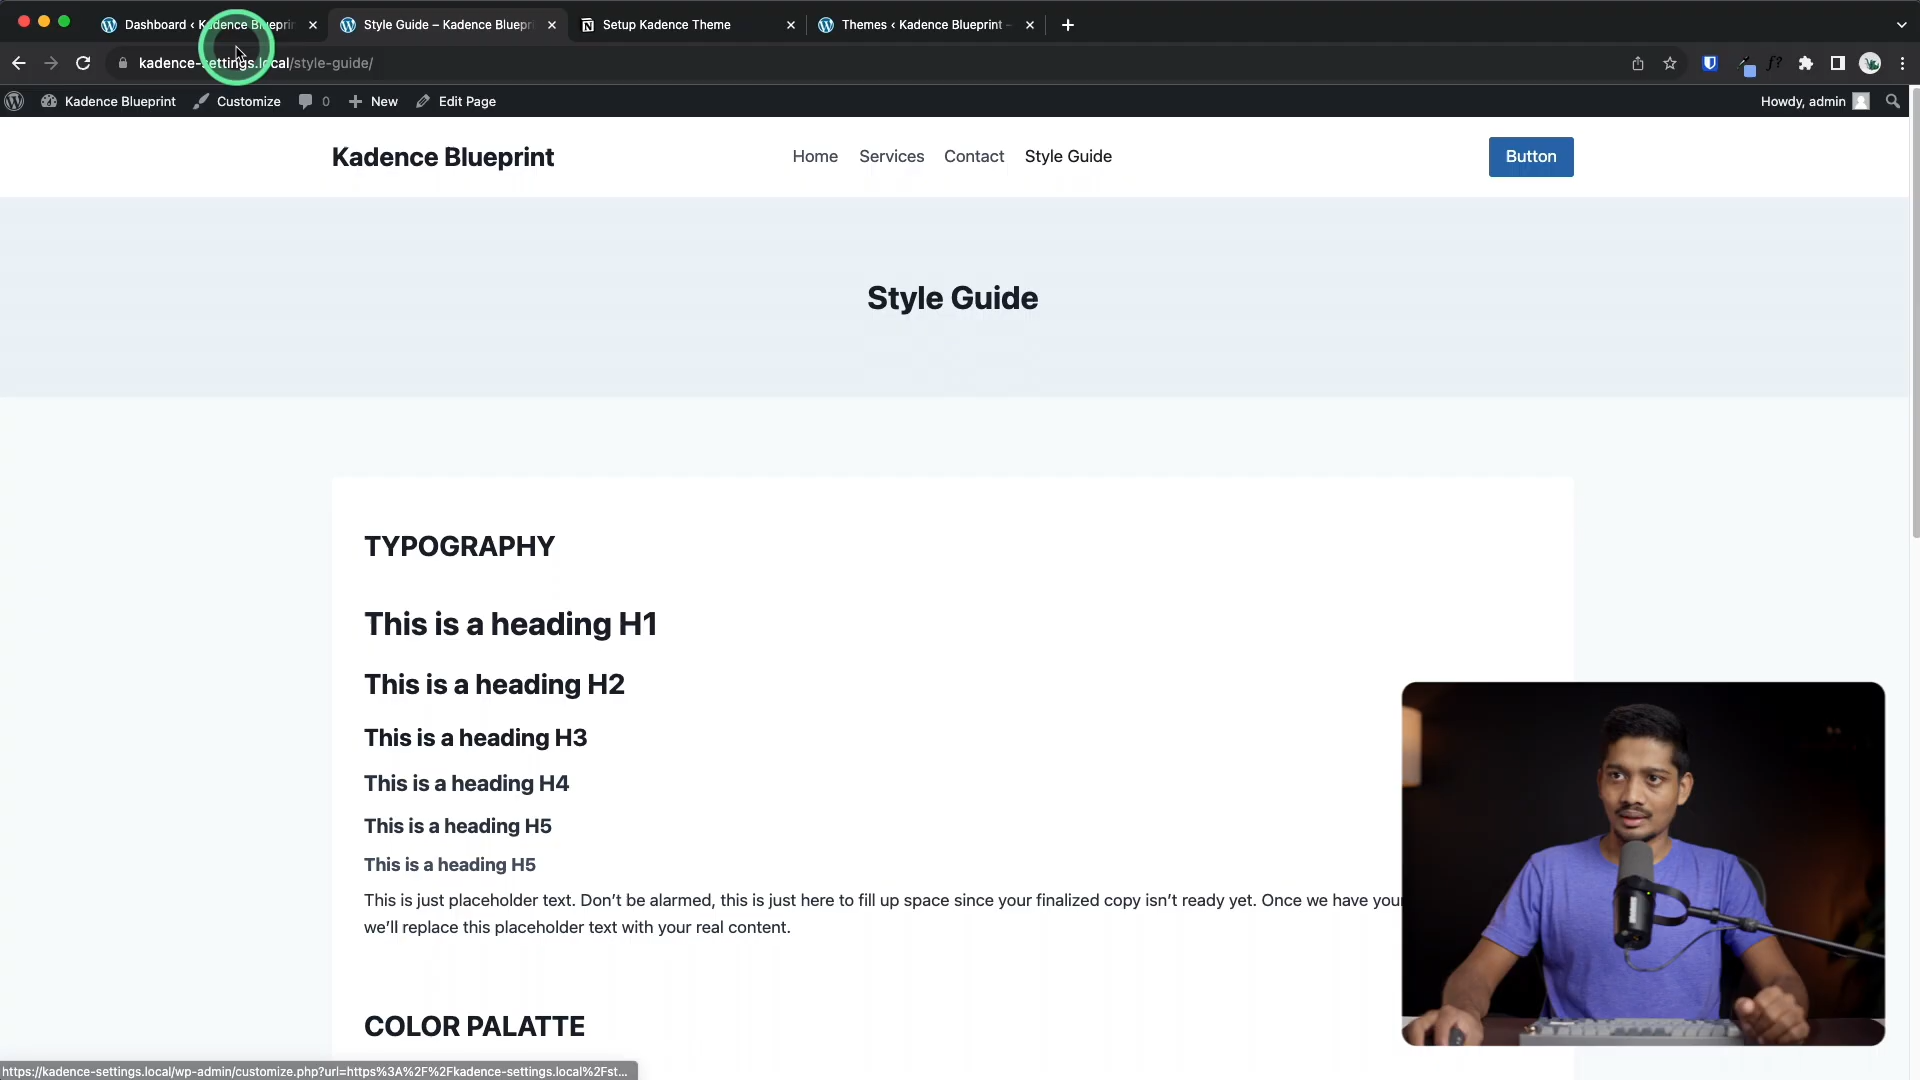 Dashboard ‹ Kadence Blueprin
Style Guide – Kadence Bluepri
Setup Kadence Theme
Themes ‹ Kadence Blueprint –
kadence-settings.local/style-guide/
f?
Kadence Blueprint
Customize
0
New
Edit Page
Howdy, admin
Kadence Blueprint
Home
Services
Contact
Style Guide
Button
Style Guide
TYPOGRAPHY
This is a heading H1
This is a heading H2
This is a heading H3
This is a heading H4
This is a heading H5
This is a heading H5
This is just placeholder text. Don’t be alarmed, this is just here to fill up space since your finalized copy isn’t ready yet. Once we have your
we’ll replace this placeholder text with your real content.
COLOR PALATTE
https://kadence-settings.local/wp-admin/customize.php?url=https%3A%2F%2Fkadence-settings.local%2Fst...